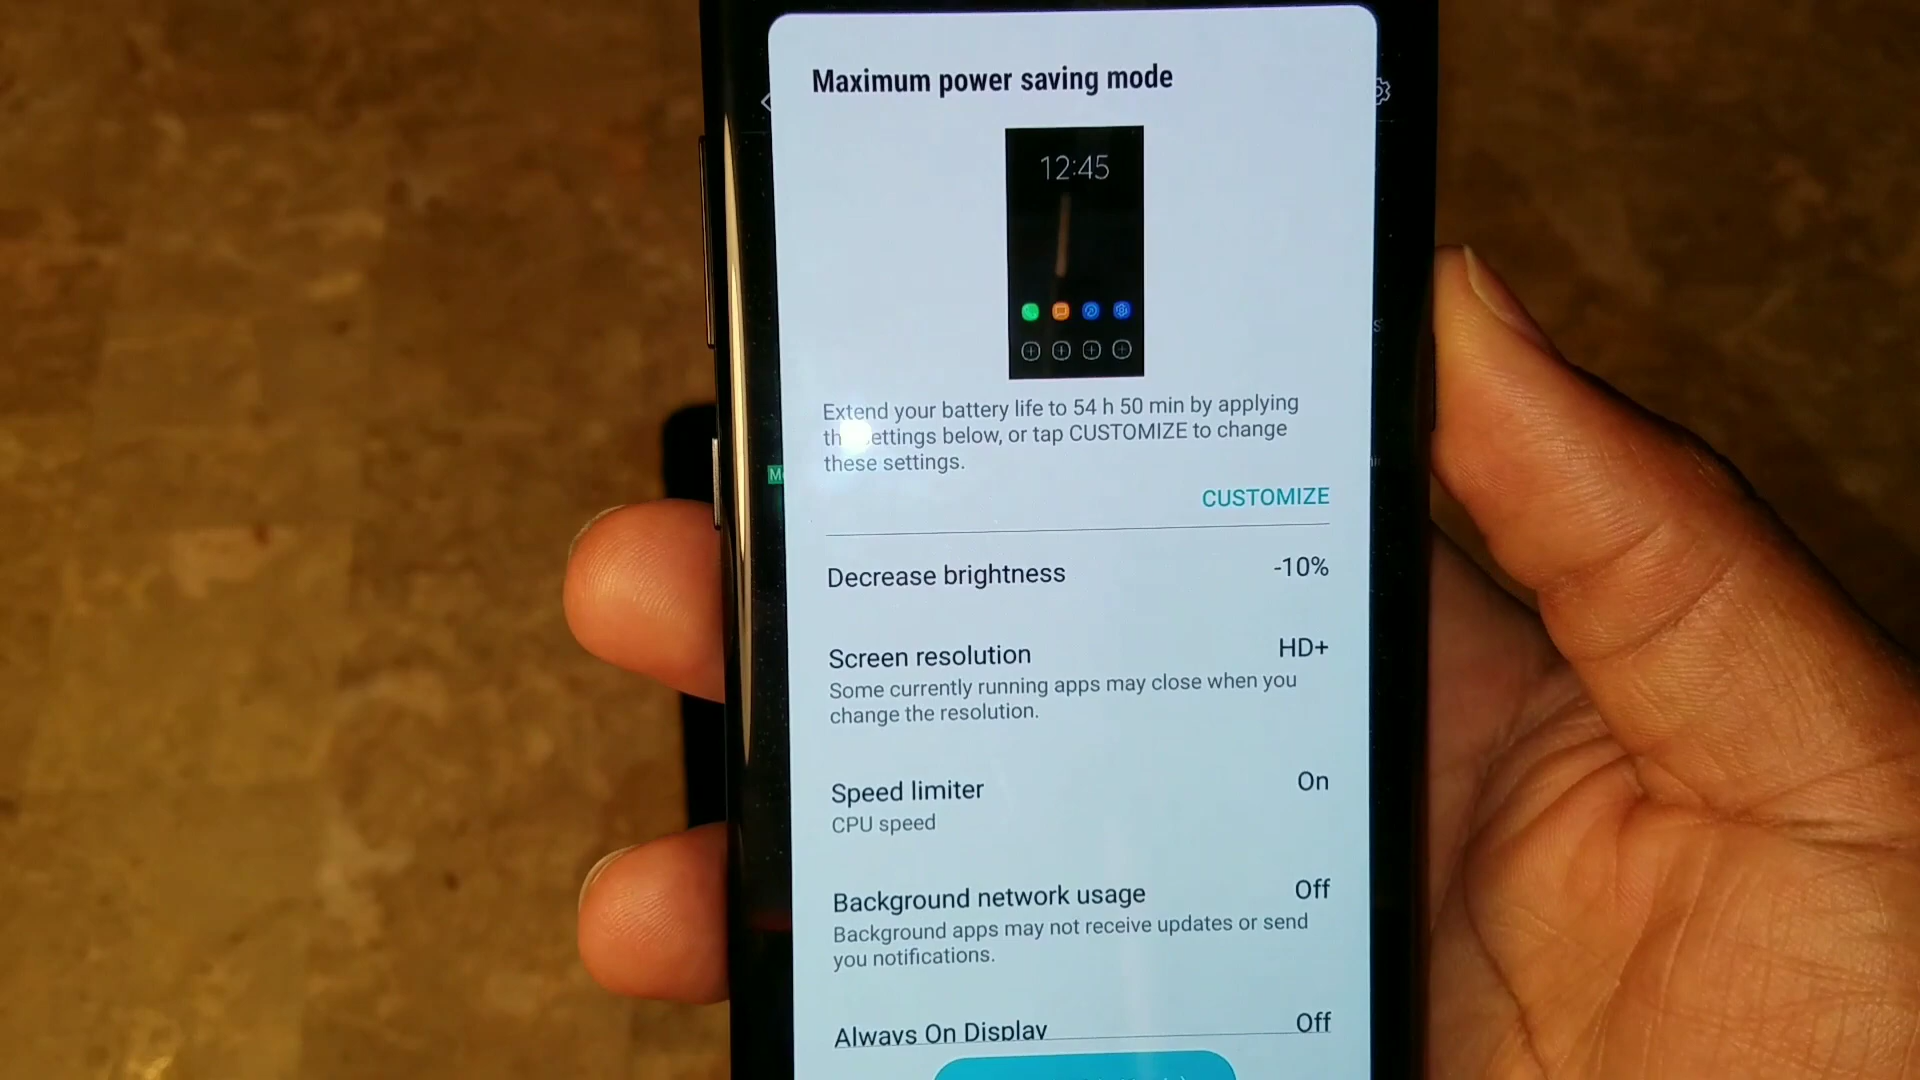 Maximum power saving mode
12:45
Extend your battery life to 54 h 50 min by applying
settings below, or tap CUSTOMIZE to change
these settings.
CUSTOMIZE
Decrease brightness -10%
Screen resolution HD+
Some currently running apps may close when you
change the resolution.
Speed limiter On
CPU speed
Background network usage Off
Background apps may not receive updates or send
you notifications.
Always On Display Off